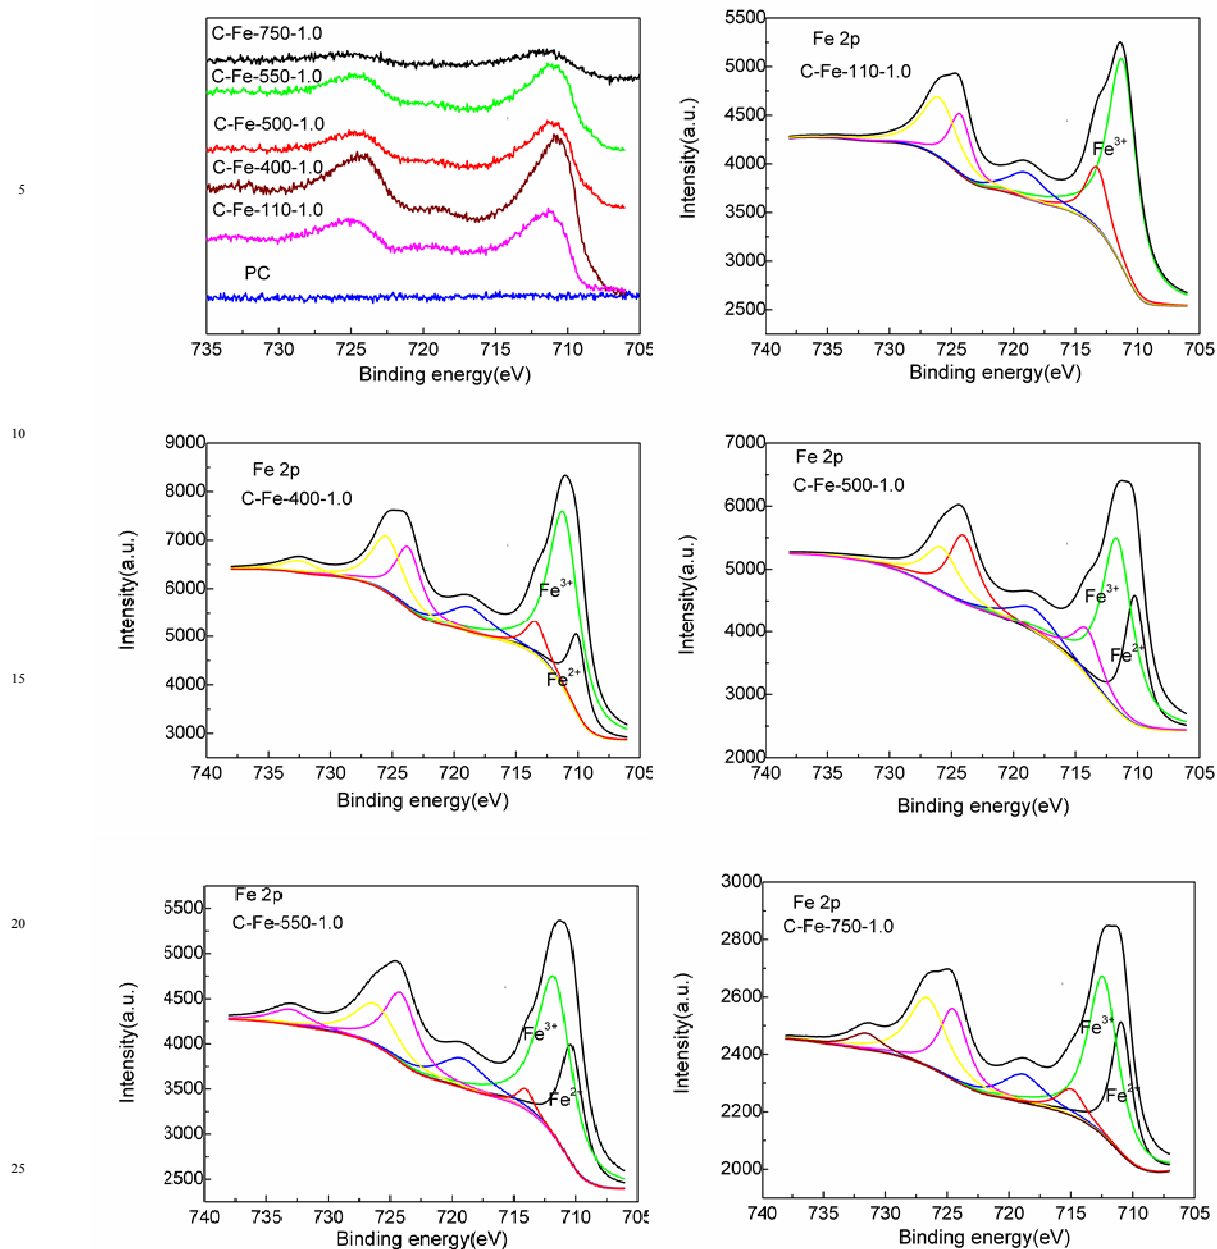 C-Fe-750-1.0
C-Fe-550-1.0
C-Fe-500-1.0
C-Fe-400-1.0
C-Fe-110-1.0
PC
735 730 725 720 715 710 705
Binding energy(eV)
5500
5000
4500
4000
3500
3000
2500
Intensity(a.u.)
Fe 2p
C-Fe-110-1.0
Fe3+
740 735 730 725 720 715 710 705
Binding energy(eV)
5
10
9000
8000
7000
6000
5000
4000
3000
Intensity(a.u.)
Fe 2p
C-Fe-400-1.0
Fe3+
Fe2+
740 735 730 725 720 715 710 705
Binding energy(eV)
7000
6000
5000
4000
3000
2000
Intensity(a.u.)
Fe 2p
C-Fe-500-1.0
Fe3+
Fe2+
740 735 730 725 720 715 710 705
Binding energy(eV)
15
20
5500
5000
4500
4000
3500
3000
2500
Intensity(a.u.)
Fe 2p
C-Fe-550-1.0
Fe3+
Fe2+
740 735 730 725 720 715 710 705
Binding energy(eV)
3000
2800
2600
2400
2200
2000
Intensity(a.u.)
Fe 2p
C-Fe-750-1.0
Fe3+
Fe2+
740 735 730 725 720 715 710 705
Binding energy(eV)
25